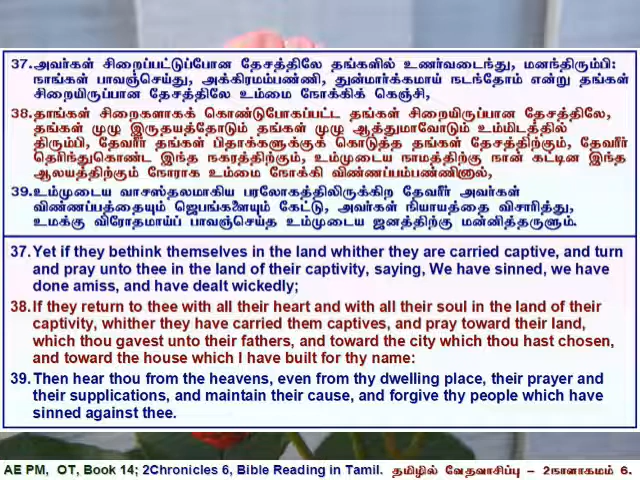 37.அவர்கள் சிறைப்பட்டுப்போன தேசத்திலே தங்களில் உணர்வடைந்து, மனந்திரும்பி:
நாங்கள் பாவஞ்செய்து, அக்கிரமம்பண்ணி, துன்மார்க்கமாய் நடந்தோம் என்று தங்கள்
சிறையிருப்பான தேசத்திலே உம்மை நோக்கிக் கெஞ்சி,
38.தாங்கள் சிறைகளாகக் கொண்டுபோகப்பட்ட தங்கள் சிறையிருப்பான தேசத்திலே,
தங்கள் முழு இருதயத்தோடும் தங்கள் முழு ஆத்துமாவோடும் உம்மிடத்தில்
திரும்பி, தேவரீர் தங்கள் பிதாக்களுக்குக் கொடுத்த தங்கள் தேசத்திற்கும், தேவரீர்
தெரிந்துகொண்ட இந்த நகரத்திற்கும், உம்முடைய நாமத்திற்கு நான் கட்டின இந்த
ஆலயத்திற்கும் நேராக உம்மை நோக்கி விண்ணப்பம்பண்ணினால்,
39.உம்முடைய வாசஸ்தலமாகிய பரலோகத்திலிருக்கிற தேவரீர் அவர்கள்
விண்ணப்பத்தையும் ஜெபங்களையும் கேட்டு, அவர்கள் நியாயத்தை விசாரித்து,
உமக்கு விரோதமாய்ப் பாவஞ்செய்த உம்முடைய ஜனத்திற்கு மன்னித்தருளும்.
37. Yet if they bethink themselves in the land whither they are carried captive, and turn
and pray unto thee in the land of their captivity, saying, We have sinned, we have
done amiss, and have dealt wickedly;
38. If they return to thee with all their heart and with all their soul in the land of their
captivity, whither they have carried them captives, and pray toward their land,
which thou gavest unto their fathers, and toward the city which thou hast chosen,
and toward the house which I have built for thy name:
39. Then hear thou from the heavens, even from thy dwelling place, their prayer and
their supplications, and maintain their cause, and forgive thy people which have
sinned against thee.
AE PM, OT, Book 14; 2Chronicles 6, Bible Reading in Tamil. தமிழில் வேதவாசிப்பு – 2நாளாகமம் 6.